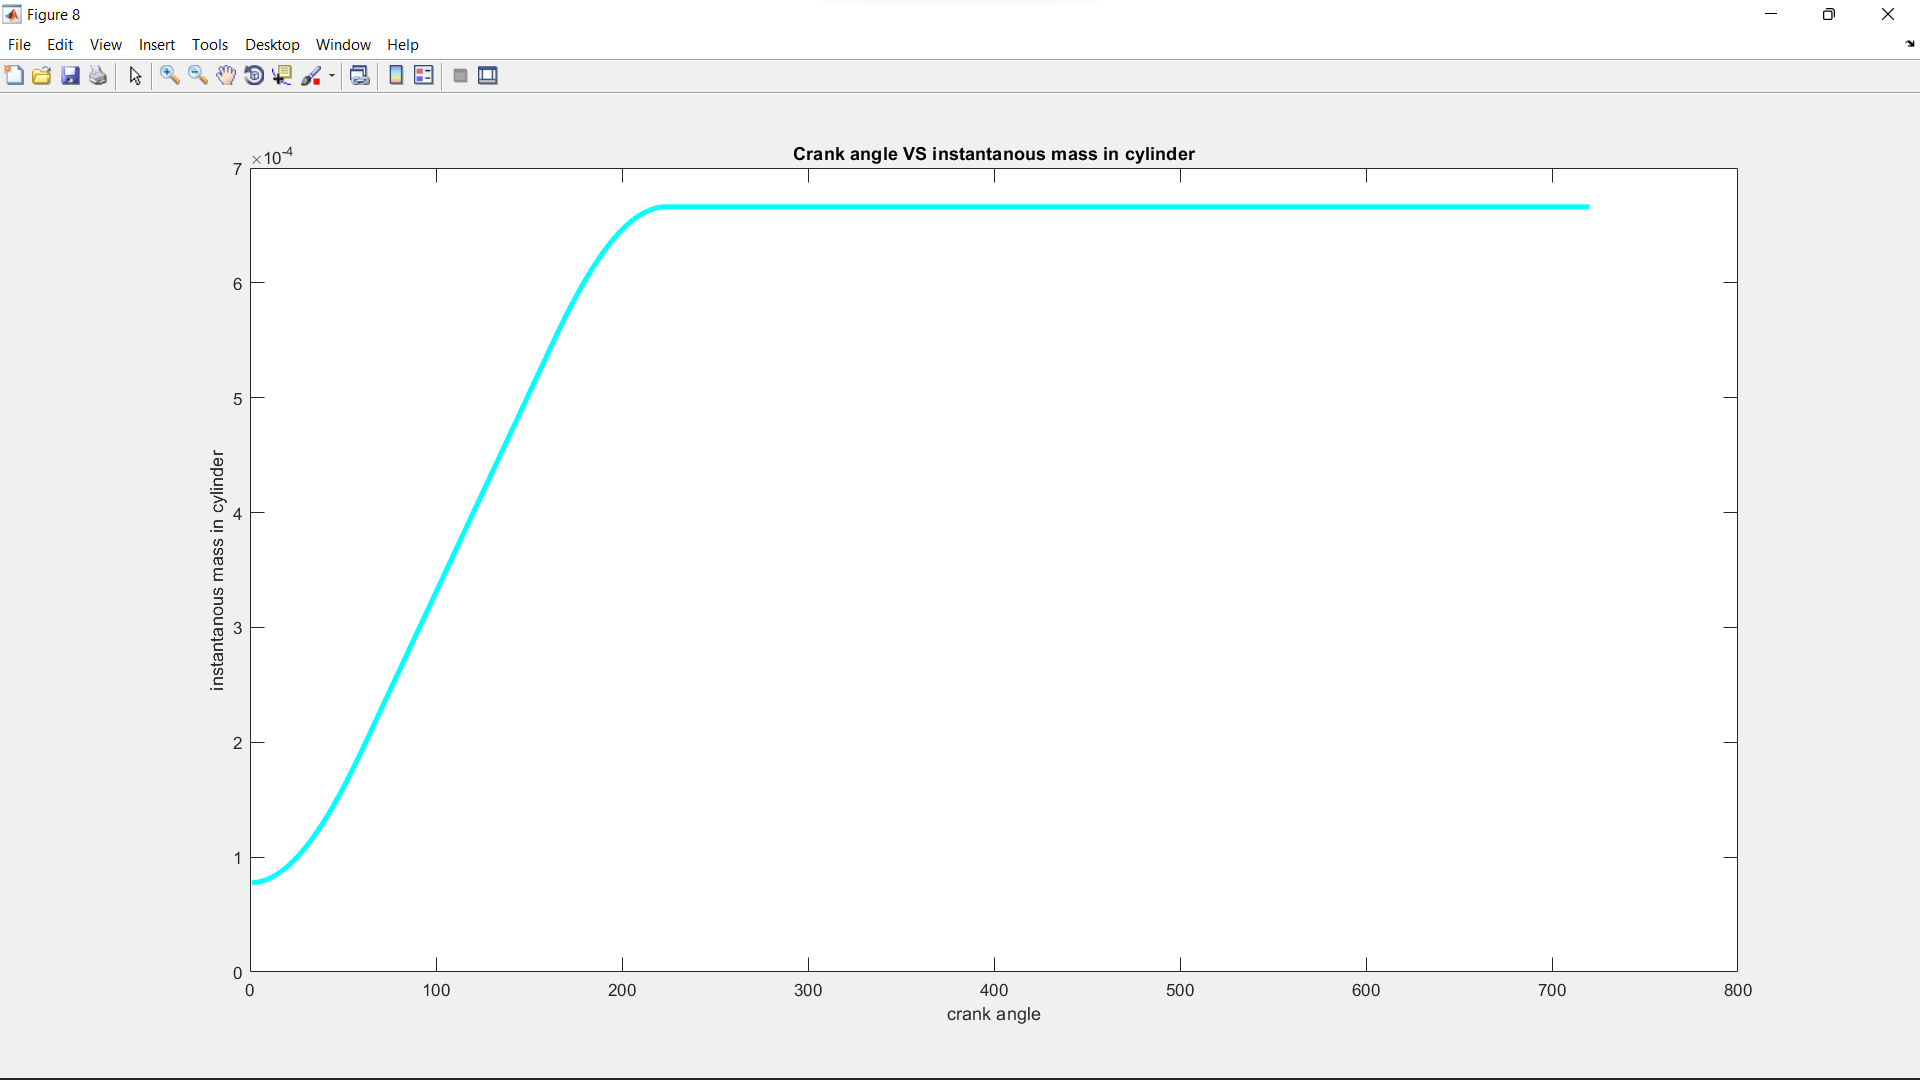 Figure 8
File Edit View Insert Tools Desktop Window Help
Crank angle VS instantanous mass in cylinder
×10-4
7
6
5
4
3
2
1
0
instantanous mass in cylinder
0 100 200 300 400 500 600 700 800
crank angle